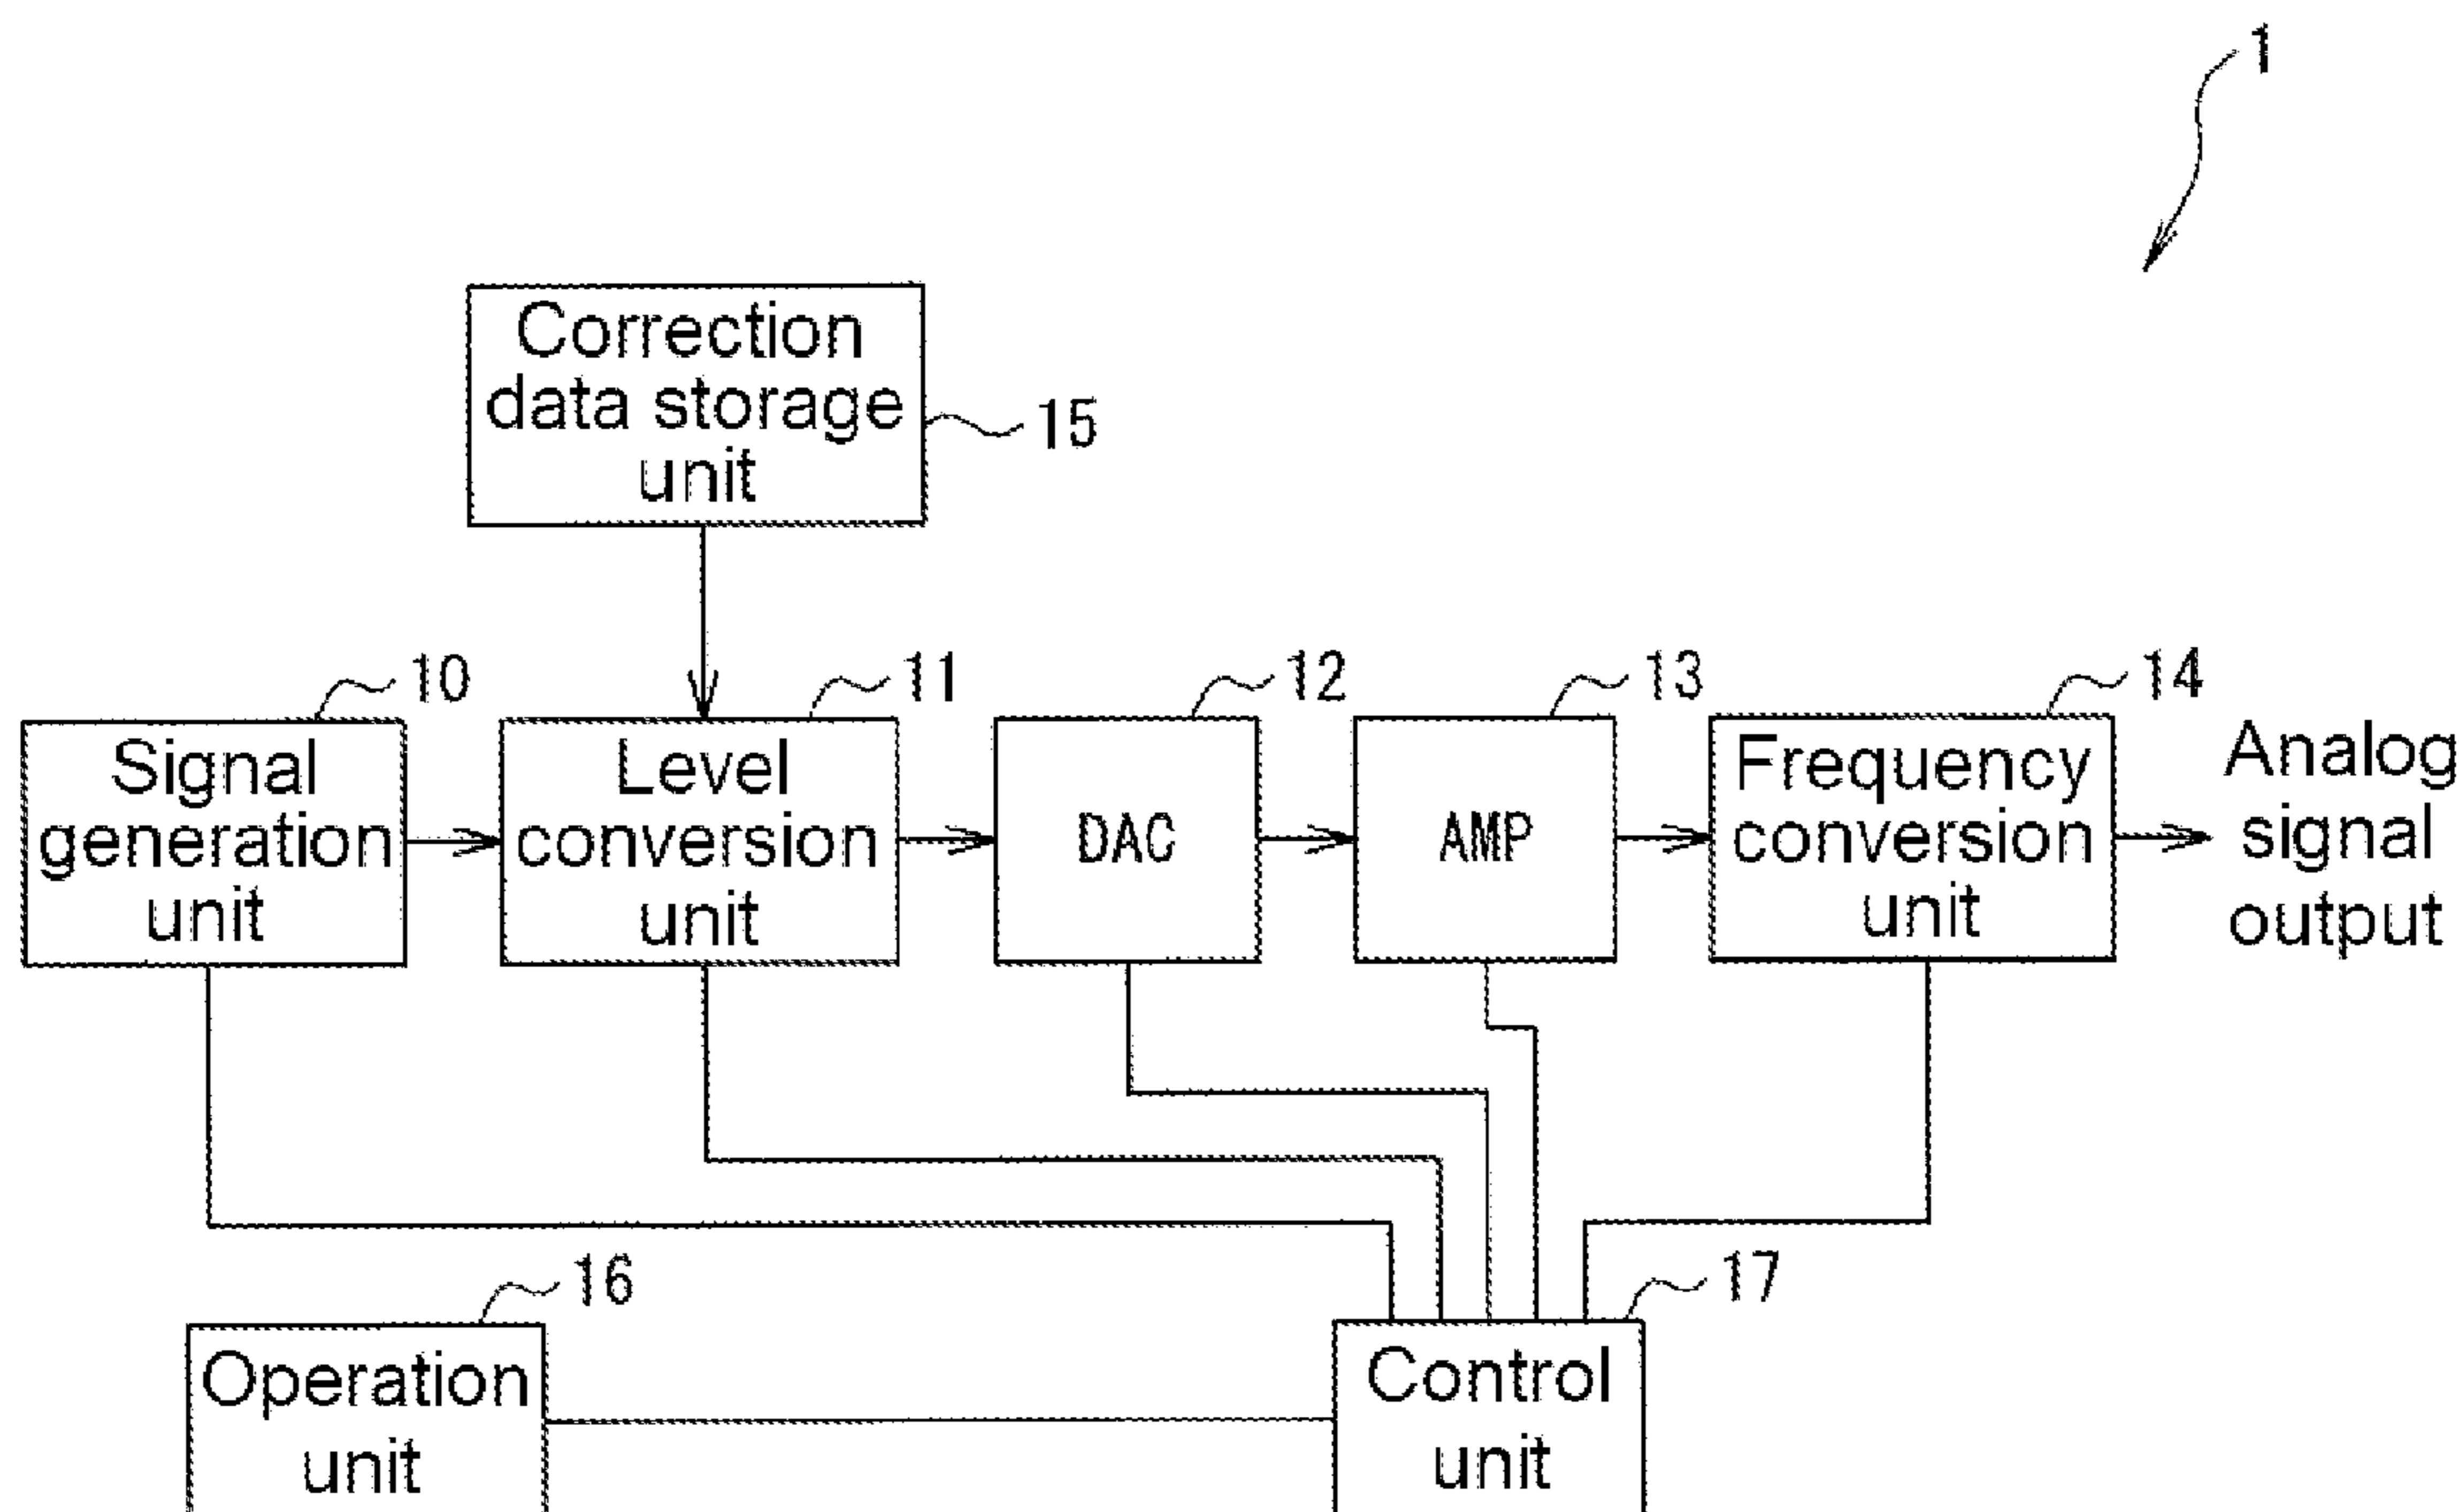 1
Correction
data storage
unit
15
10
11
12
13
14
Signal
generation
unit
Level
conversion
unit
DAC
AMP
Frequency
conversion
unit
Analog
signal
output
16
17
Operation
unit
Control
unit